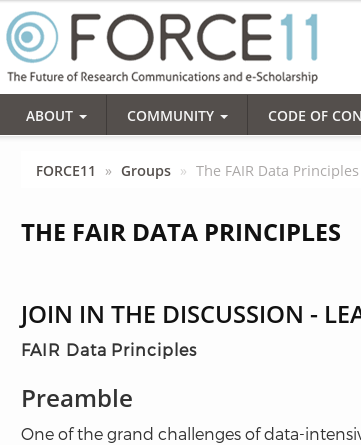 FORCE11
The Future of Research Communications and e-Scholarship
ABOUT COMMUNITY CODE OF CON
FORCE11 » Groups » The FAIR Data Principles
THE FAIR DATA PRINCIPLES
JOIN IN THE DISCUSSION - LEA
FAIR Data Principles
Preamble
One of the grand challenges of data-intensiv